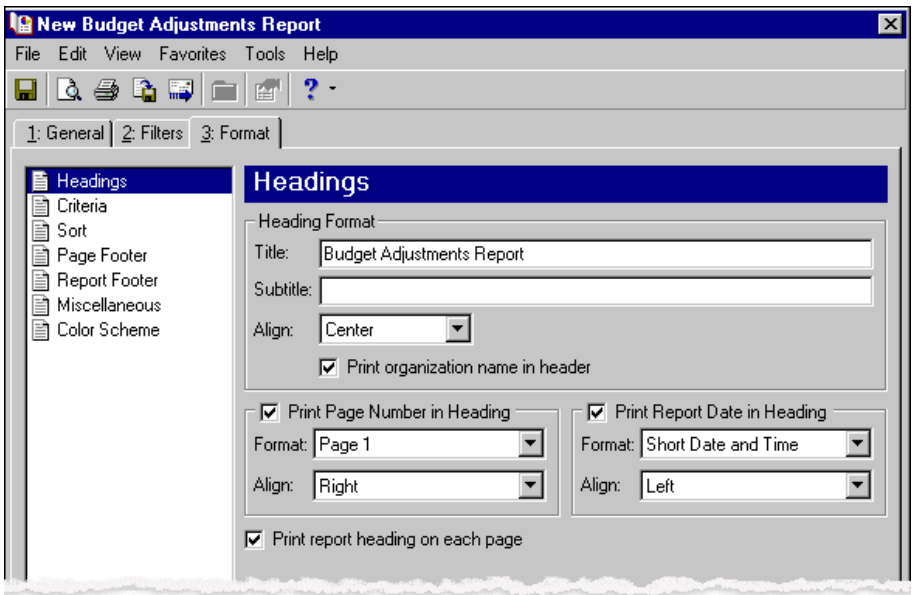 New Budget Adjustments Report
File Edit View Favorites Tools Help
?
1: General 2: Filters 3: Format
Headings
Criteria
Sort
Page Footer
Report Footer
Miscellaneous
Color Scheme
Headings
Heading Format
Title: Budget Adjustments Report
Subtitle:
Align: Center
Print organization name in header
Print Page Number in Heading
Format: Page 1
Align: Right
Print Report Date in Heading
Format: Short Date and Time
Align: Left
Print report heading on each page